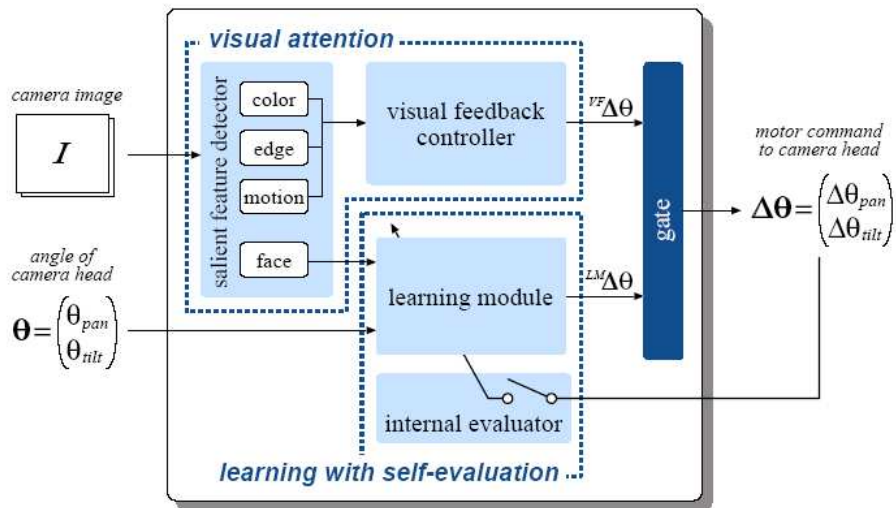 visual attention
camera image
I
salient feature detector
color
edge
motion
face
visual feedback
controller
VFΔθ
gate
motor command
to camera head
Δθ=(Δθpan
Δθtilt)
angle of
camera head
θ=(θpan
θtilt)
learning module
LMΔθ
internal evaluator
learning with self-evaluation